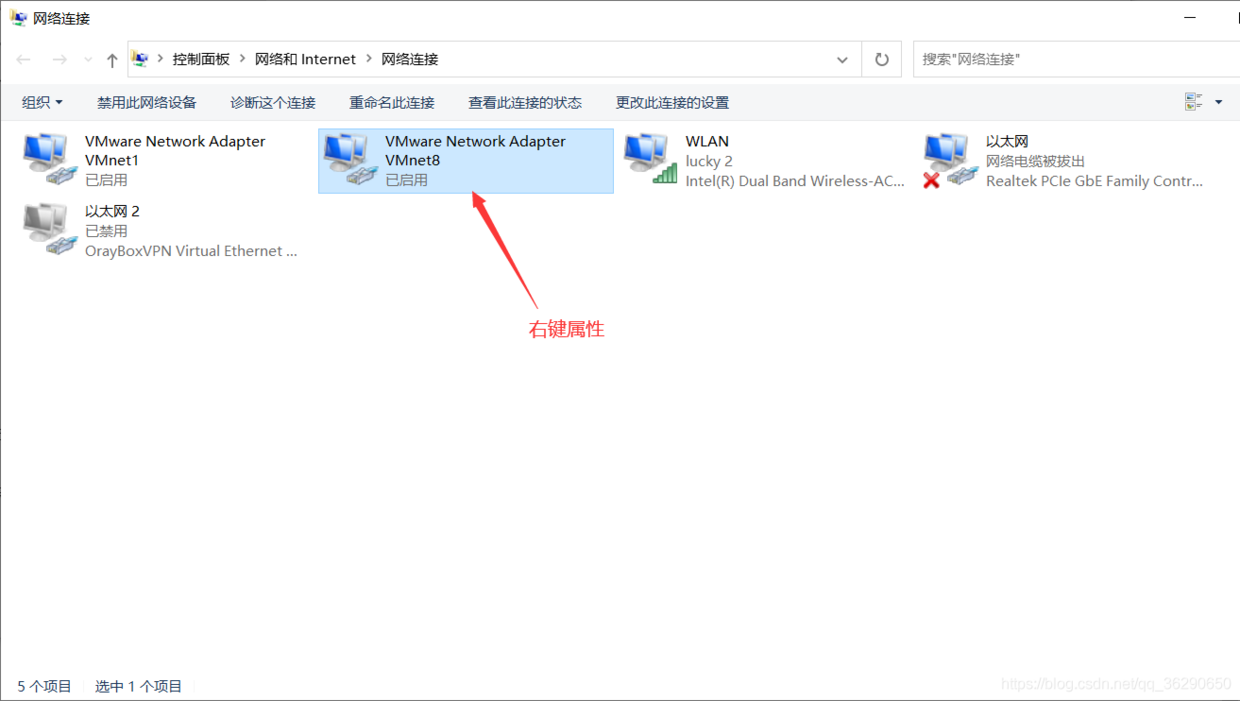 网络连接
控制面板 > 网络和 Internet > 网络连接
搜索"网络连接"
组织
禁用此网络设备
诊断这个连接
重命名此连接
查看此连接的状态
更改此连接的设置
VMware Network Adapter
VMnet1
已启用
VMware Network Adapter
VMnet8
已启用
WLAN
lucky 2
Intel(R) Dual Band Wireless-AC...
以太网
网络电缆被拔出
Realtek PCIe GbE Family Contr...
以太网 2
已禁用
OrayBoxVPN Virtual Ethernet ...
右键属性
5 个项目
选中 1 个项目
https://blog.csdn.net/qq_36290650